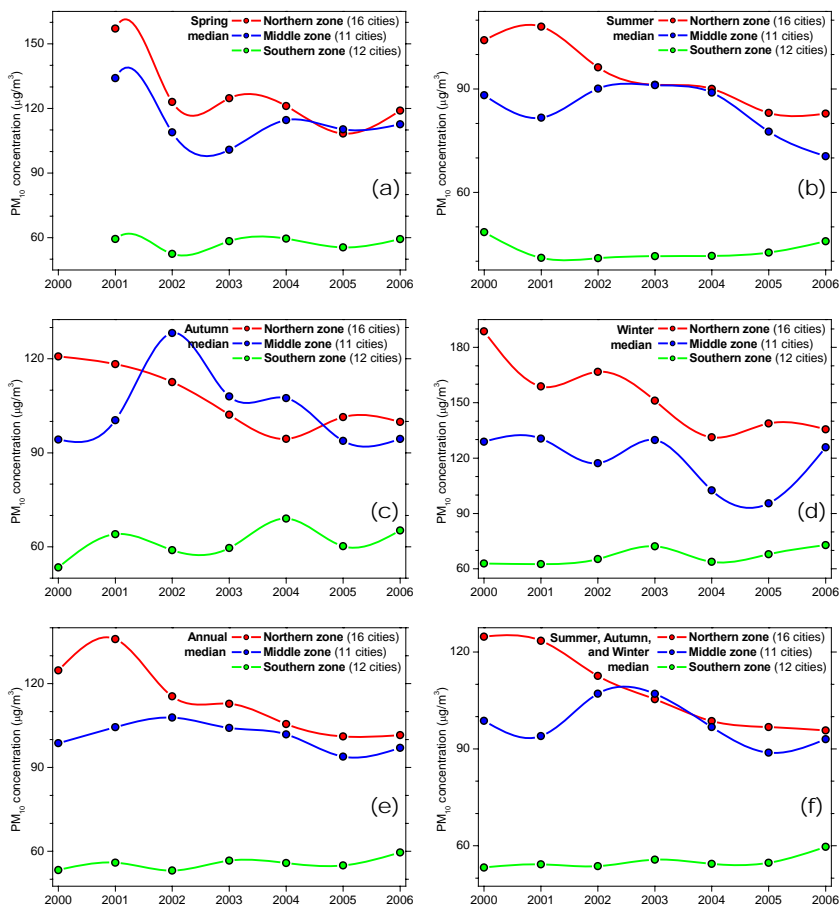 Spring Northern zone (16 cities)
median Middle zone (11 cities)
Southern zone (12 cities)
150
120
90
60
PM10 concentration (μg/m3)
(a)
2000 2001 2002 2003 2004 2005 2006
Summer Northern zone (16 cities)
median Middle zone (11 cities)
Southern zone (12 cities)
90
60
PM10 concentration (μg/m3)
(b)
2000 2001 2002 2003 2004 2005 2006
Autumn Northern zone (16 cities)
median Middle zone (11 cities)
Southern zone (12 cities)
120
90
60
PM10 concentration (μg/m3)
(c)
2000 2001 2002 2003 2004 2005 2006
Winter Northern zone (16 cities)
median Middle zone (11 cities)
Southern zone (12 cities)
180
150
120
90
60
PM10 concentration (μg/m3)
(d)
2000 2001 2002 2003 2004 2005 2006
Annual Northern zone (16 cities)
median Middle zone (11 cities)
Southern zone (12 cities)
120
90
60
PM10 concentration (μg/m3)
(e)
2000 2001 2002 2003 2004 2005 2006
Summer, Autumn, Northern zone (16 cities)
and Winter Middle zone (11 cities)
median Southern zone (12 cities)
120
90
60
PM10 concentration (μg/m3)
(f)
2000 2001 2002 2003 2004 2005 2006